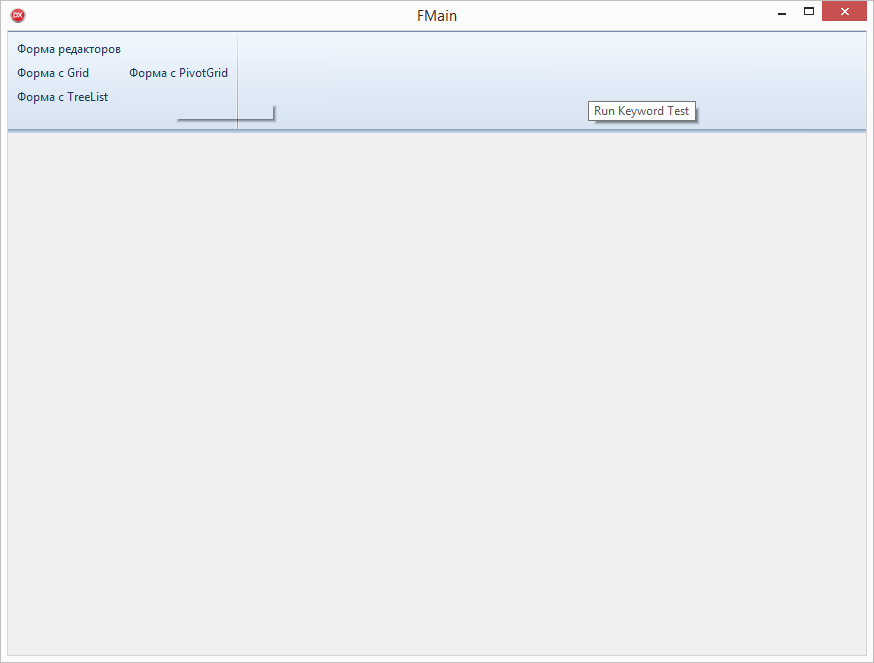 DX
FMain
Форма редакторов
Форма с Grid
Форма с PivotGrid
Форма с TreeList
Run Keyword Test